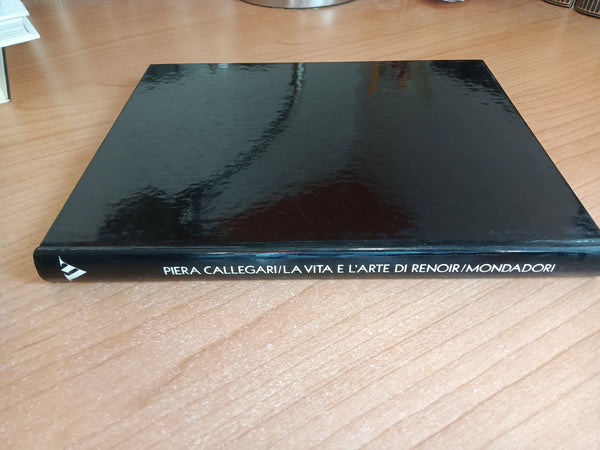 PIERA CALLEGARI/LA VITA E L'ARTE DI RENOIR/MONDADORI